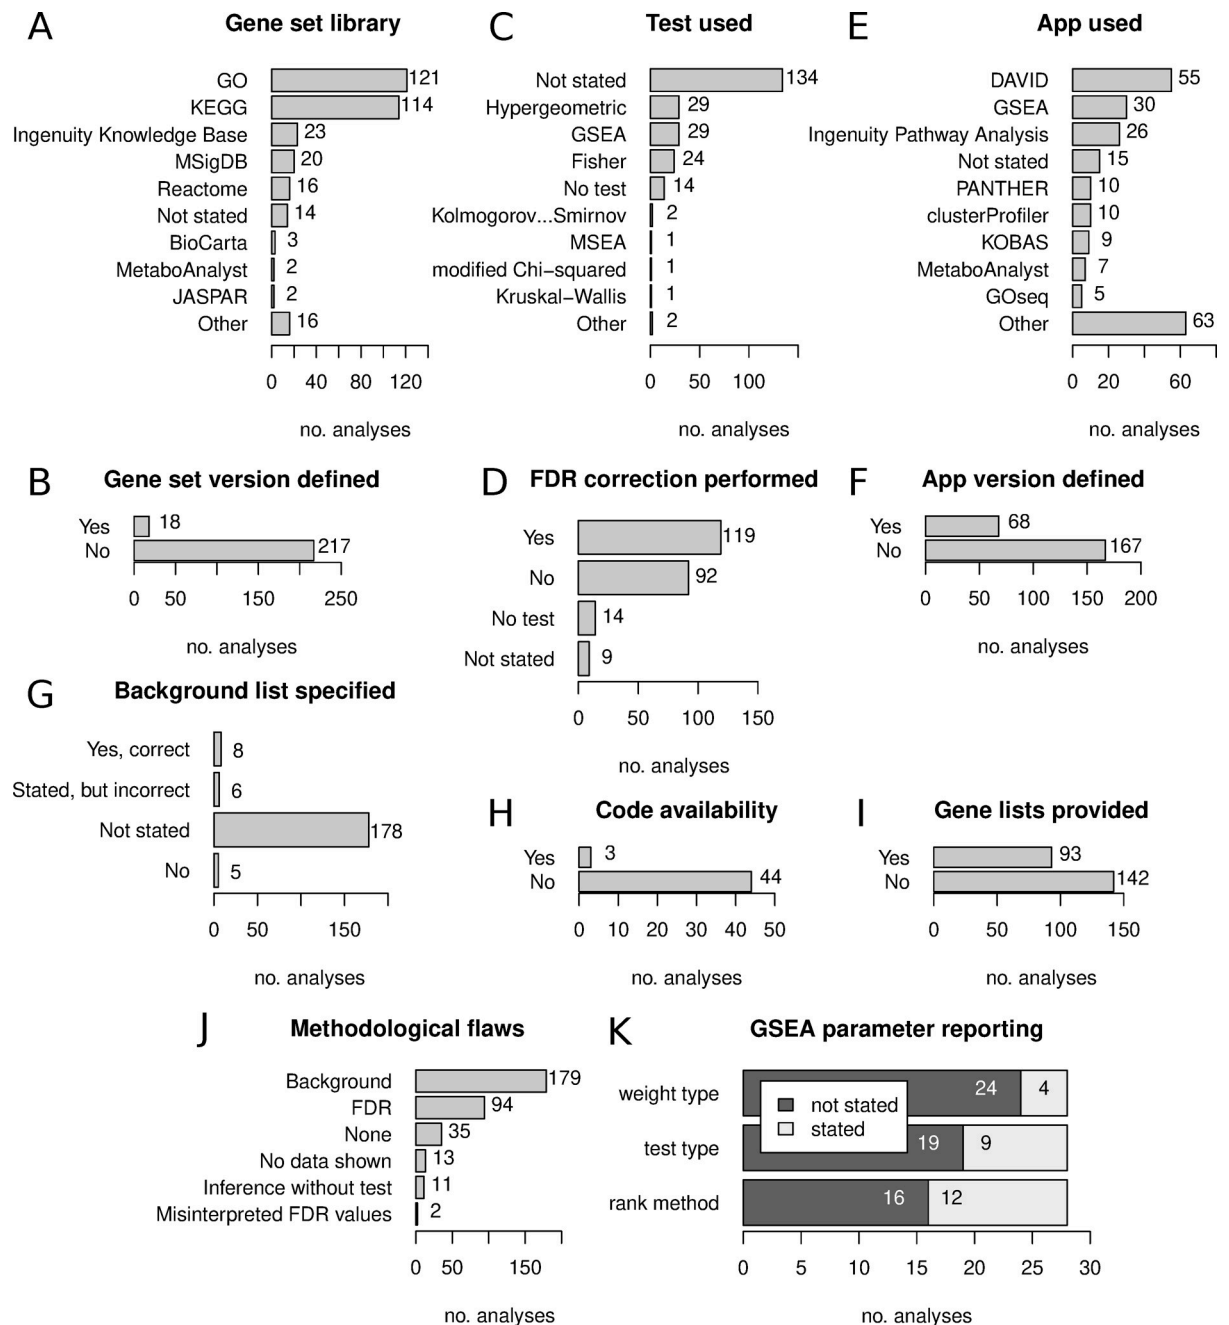 A Gene set library
GO 121
KEGG 114
Ingenuity Knowledge Base 23
MSigDB 20
Reactome 16
Not stated 14
BioCarta 3
MetaboAnalyst 2
JASPAR 2
Other 16
0 40 80 120
no. analyses
C Test used
Not stated 134
Hypergeometric 29
GSEA 29
Fisher 24
No test 14
Kolmogorov...Smirnov 2
MSEA 1
modified Chi−squared 1
Kruskal−Wallis 1
Other 2
0 50 100
no. analyses
E App used
DAVID 55
GSEA 30
Ingenuity Pathway Analysis 26
Not stated 15
PANTHER 10
clusterProfiler 10
KOBAS 9
MetaboAnalyst 7
GOseq 5
Other 63
0 20 60
no. analyses
B Gene set version defined
Yes 18
No 217
0 50 150 250
no. analyses
D FDR correction performed
Yes 119
No 92
No test 14
Not stated 9
0 50 100 150
no. analyses
F App version defined
Yes 68
No 167
0 50 100 150 200
no. analyses
G Background list specified
Yes, correct 8
Stated, but incorrect 6
Not stated 178
No 5
0 50 150
no. analyses
H Code availability
Yes 3
No 44
0 10 20 30 40 50
no. analyses
I Gene lists provided
Yes 93
No 142
0 50 100 150
no. analyses
J Methodological flaws
Background 179
FDR 94
None 35
No data shown 13
Inference without test 11
Misinterpreted FDR values 2
0 50 150
no. analyses
K GSEA parameter reporting
weight type 24 4
not stated
stated
test type 19 9
rank method 16 12
0 5 10 15 20 25 30
no. analyses